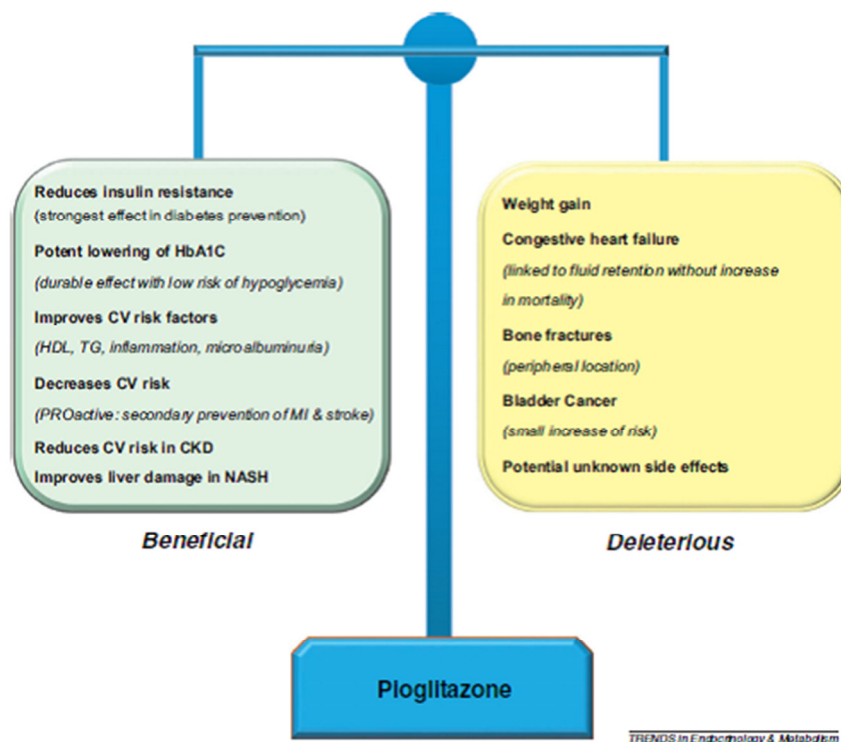 Reduces insulin resistance
(strongest effect in diabetes prevention)
Potent lowering of HbA1C
(durable effect with low risk of hypoglycemia)
Improves CV risk factors
(HDL, TG, inflammation, microalbuminuria)
Decreases CV risk
(PROactive: secondary prevention of MI & stroke)
Reduces CV risk in CKD
Improves liver damage in NASH
Beneficial
Weight gain
Congestive heart failure
(linked to fluid retention without increase
in mortality)
Bone fractures
(peripheral location)
Bladder Cancer
(small increase of risk)
Potential unknown side effects
Deleterious
Pioglitazone
TRENDS in Endocrinology & Metabolism